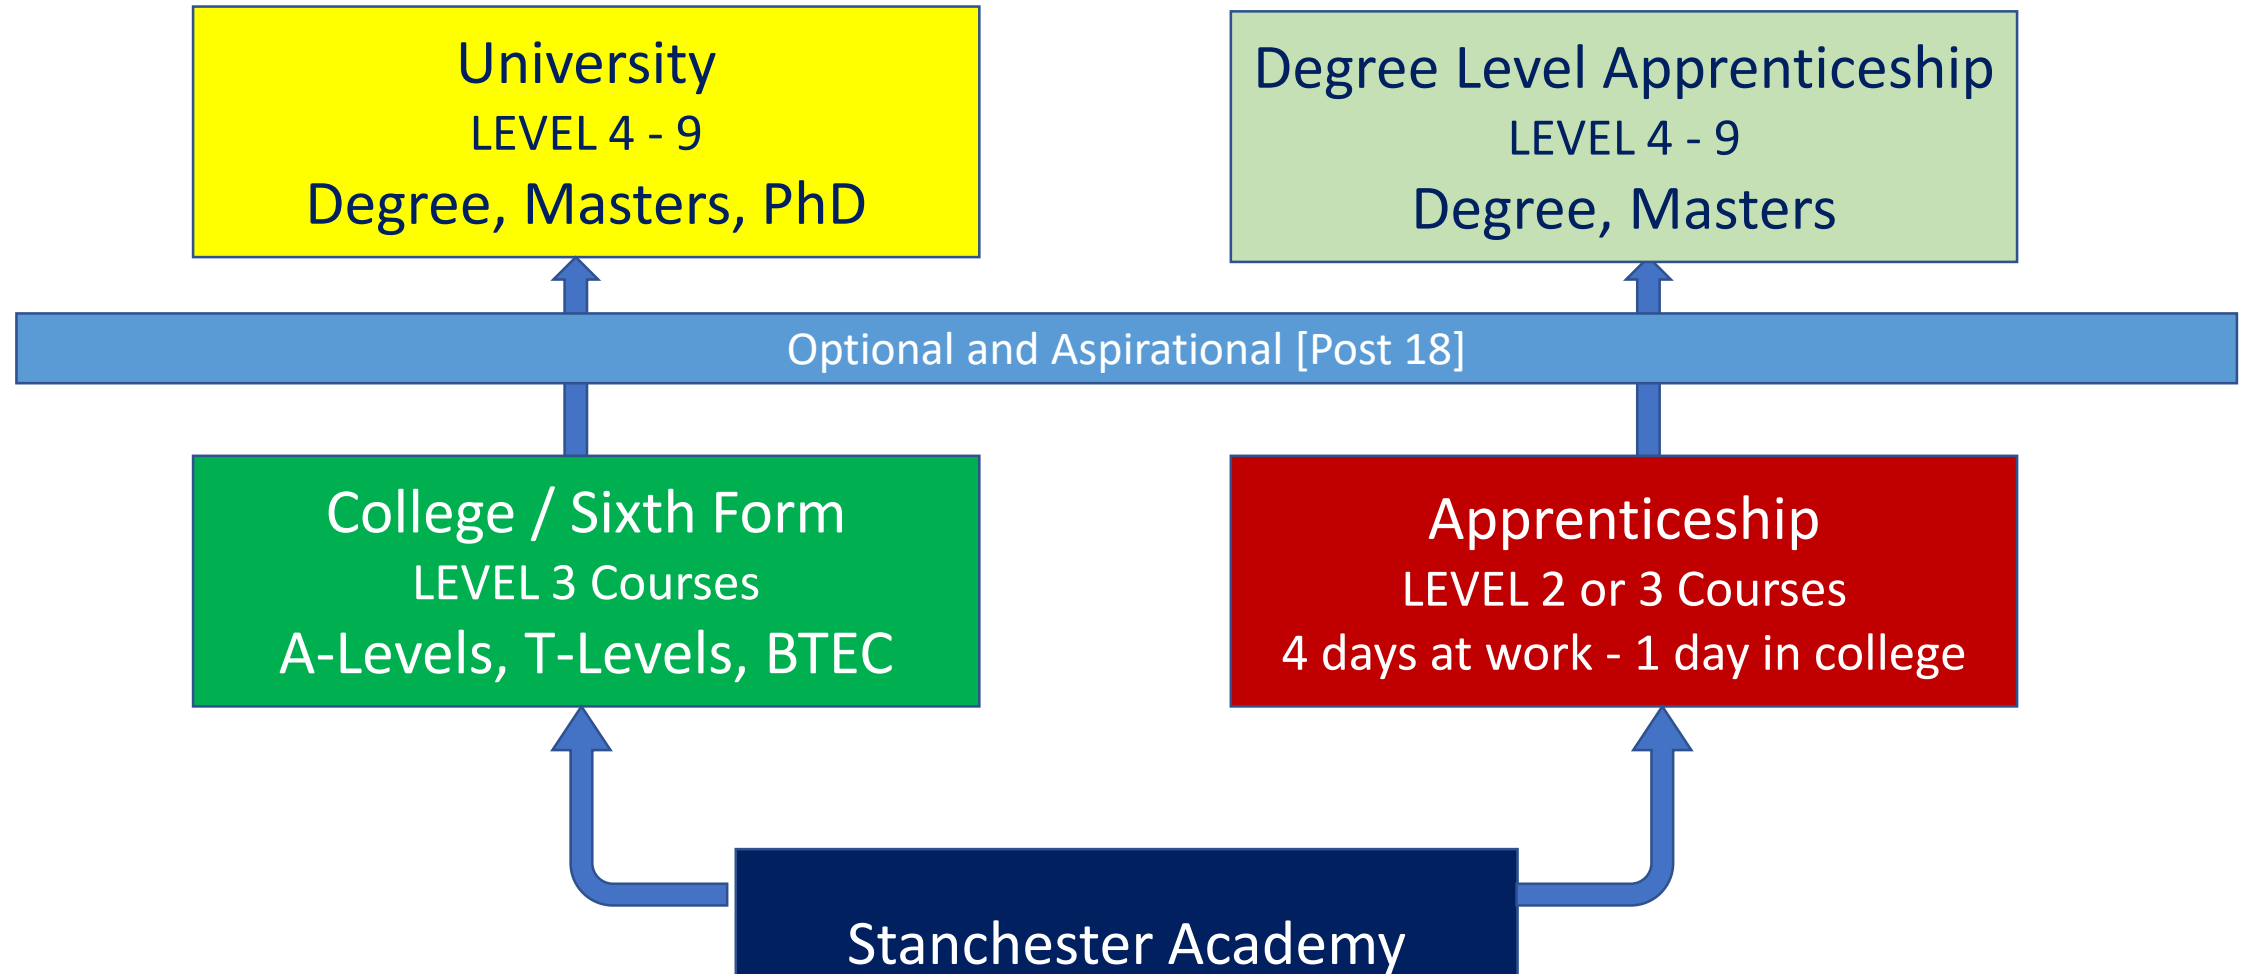 University
LEVEL 4 - 9
Degree, Masters, PhD
Degree Level Apprenticeship
LEVEL 4 - 9
Degree, Masters
Optional and Aspirational [Post 18]
College / Sixth Form
LEVEL 3 Courses
A-Levels, T-Levels, BTEC
Apprenticeship
LEVEL 2 or 3 Courses
4 days at work - 1 day in college
Stanchester Academy